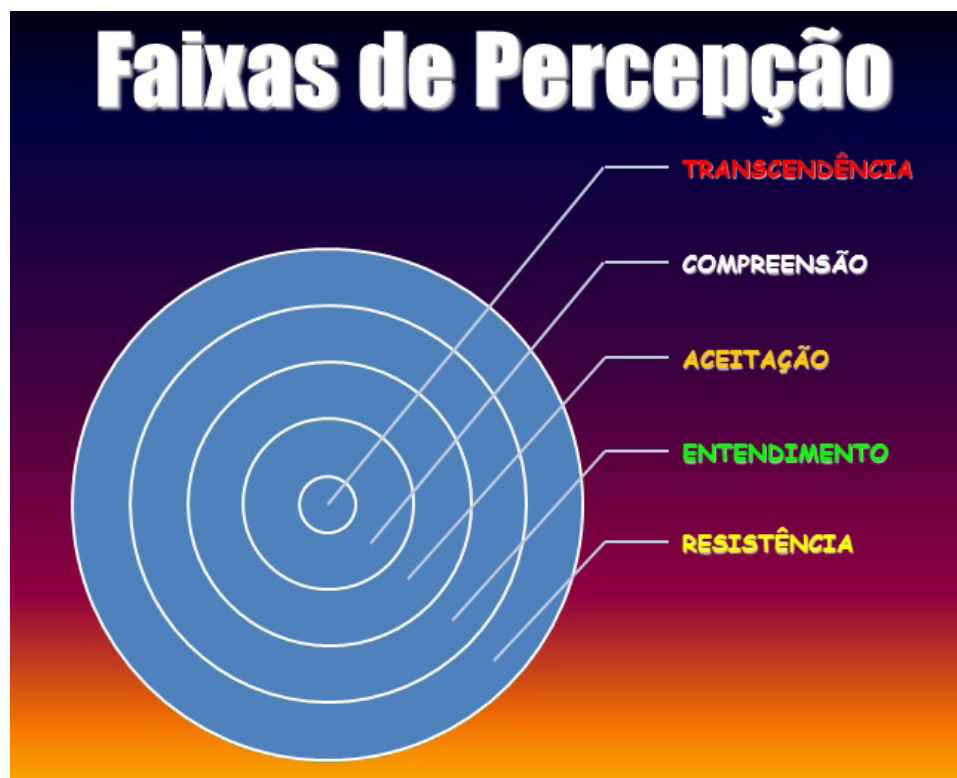 Faixas de Percepção
TRANSCENDÊNCIA
COMPREENSÃO
ACEITAÇÃO
ENTENDIMENTO
RESISTÊNCIA